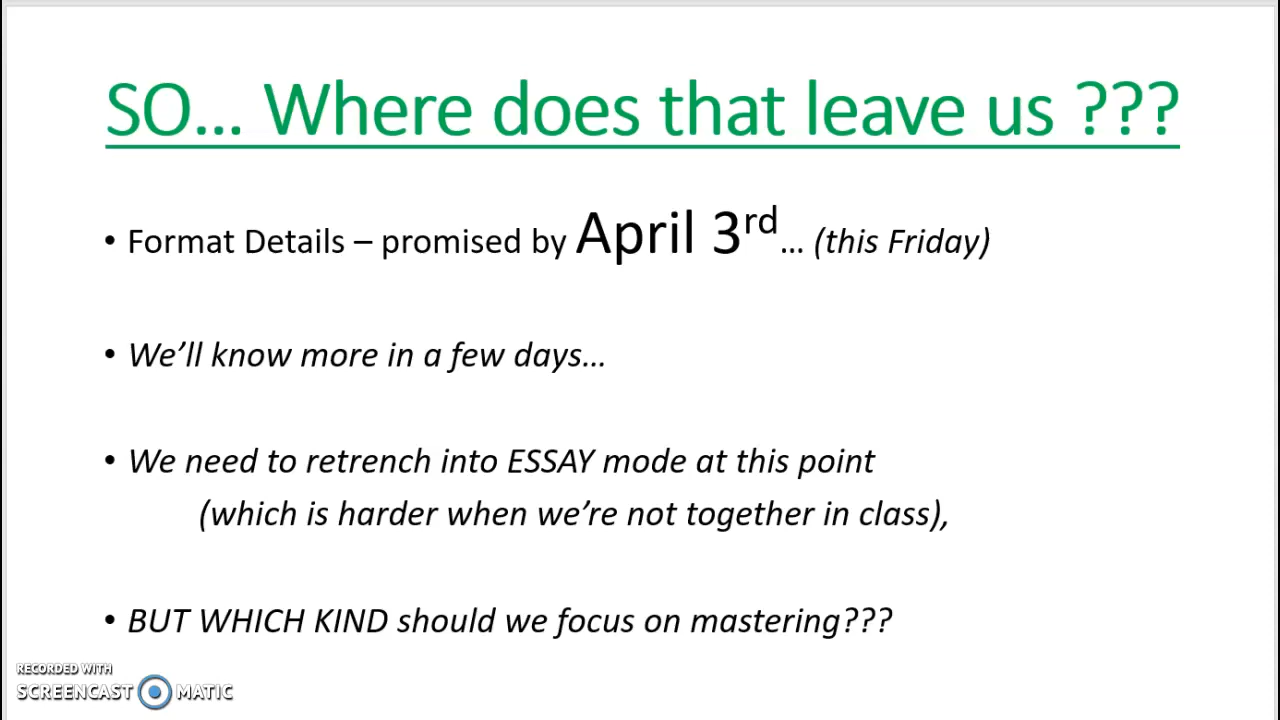 SO... Where does that leave us ???
• Format Details – promised by April 3rd... (this Friday)
• We’ll know more in a few days...
• We need to retrench into ESSAY mode at this point
(which is harder when we’re not together in class),
• BUT WHICH KIND should we focus on mastering???
RECORDED WITH
SCREENCAST MATIC